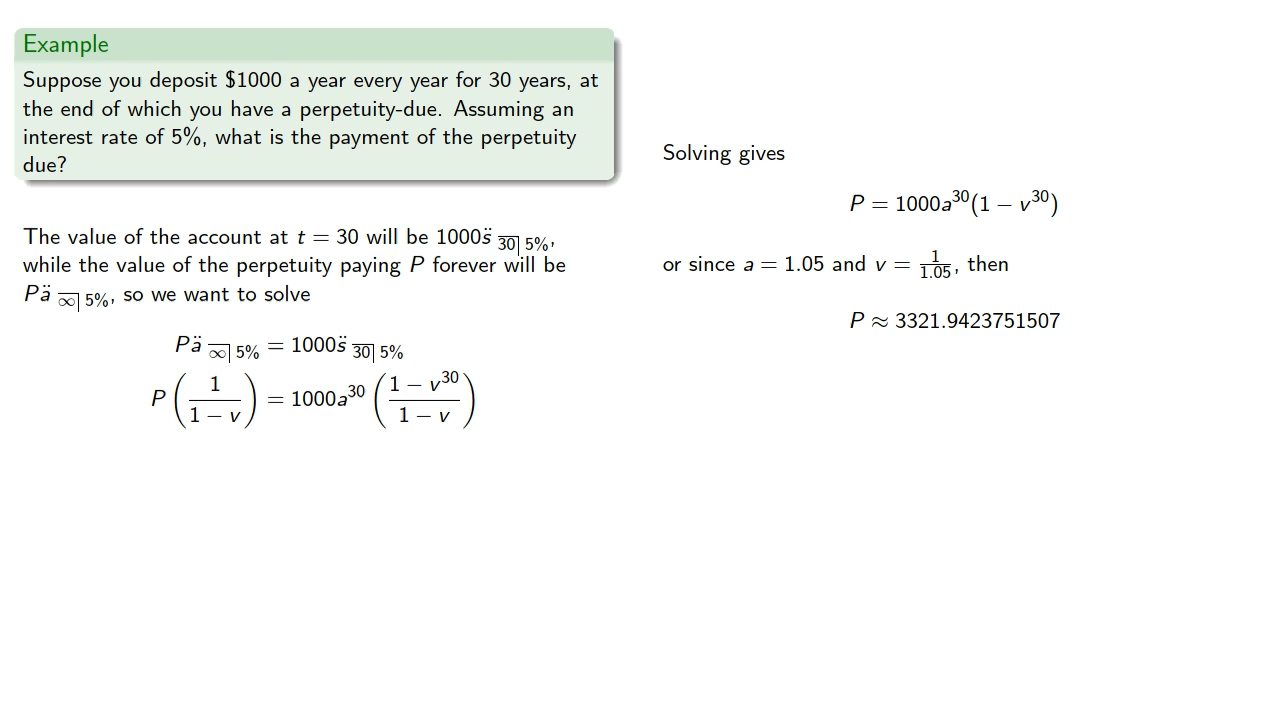 Example
Suppose you deposit $1000 a year every year for 30 years, at
the end of which you have a perpetuity-due. Assuming an
interest rate of 5%, what is the payment of the perpetuity
due?
The value of the account at t = 30 will be 1000s̈ 30| 5%,
while the value of the perpetuity paying P forever will be
Pä ∞| 5%, so we want to solve
Pä ∞| 5% = 1000s̈ 30| 5%
P(1/(1 − v)) = 1000a^30((1 − v^30)/(1 − v))
Solving gives
P = 1000a^30(1 − v^30)
or since a = 1.05 and v = 1/1.05, then
P ≈ 3321.9423751507